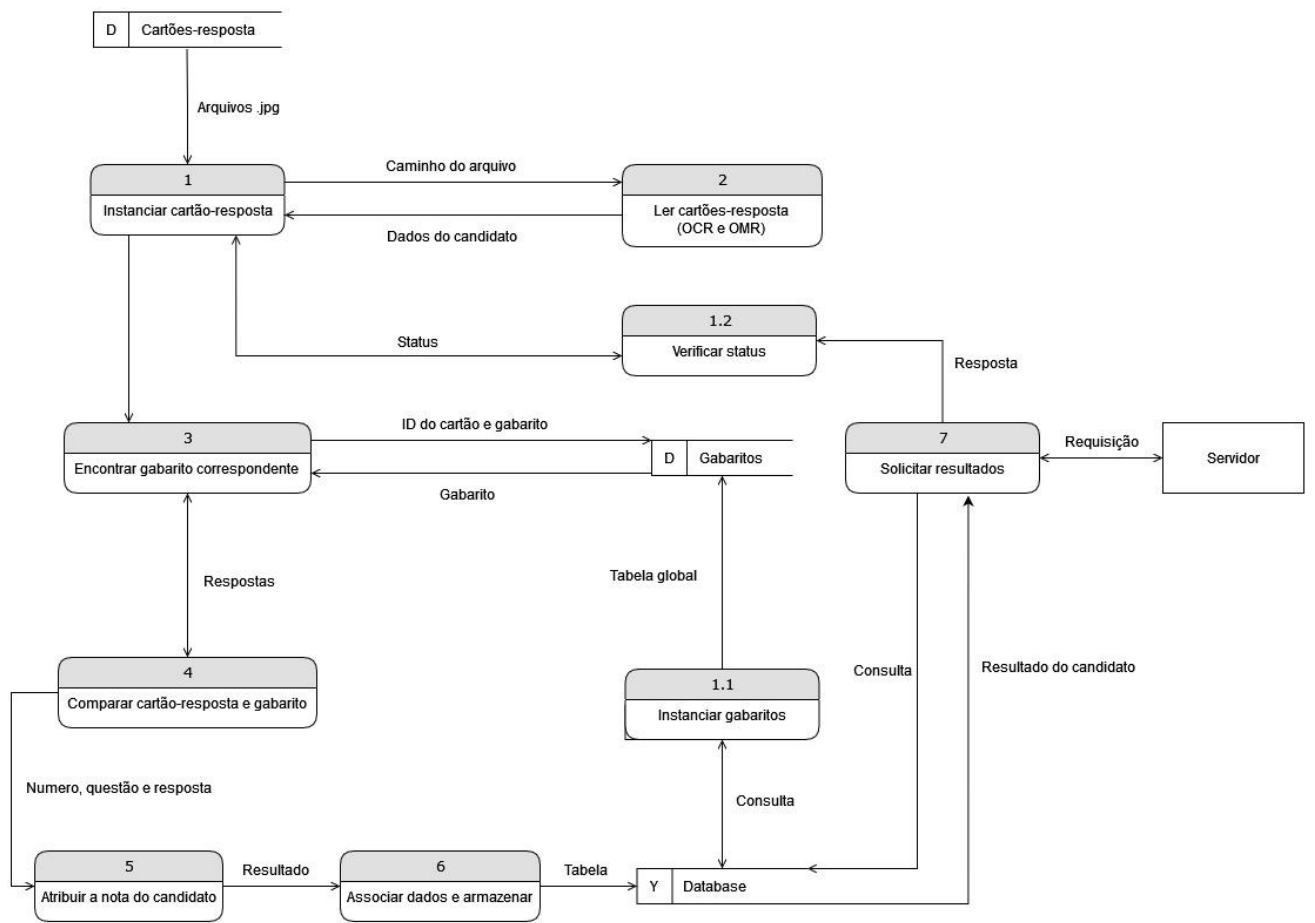 D Cartões-resposta
Arquivos .jpg
1
Instanciar cartão-resposta
Caminho do arquivo
Dados do candidato
2
Ler cartões-resposta
(OCR e OMR)
Status
1.2
Verificar status
Resposta
3
Encontrar gabarito correspondente
ID do cartão e gabarito
Gabarito
D Gabaritos
7
Solicitar resultados
Requisição
Servidor
Respostas
Tabela global
4
Comparar cartão-resposta e gabarito
1.1
Instanciar gabaritos
Consulta
Resultado do candidato
Numero, questão e resposta
Consulta
5
Atribuir a nota do candidato
Resultado
6
Associar dados e armazenar
Tabela
Y Database